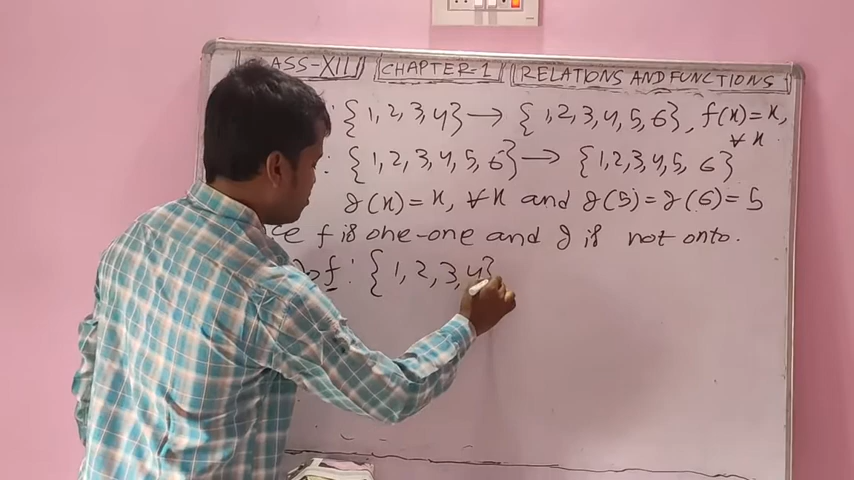 CLASS-XII CHAPTER-1 RELATIONS AND FUNCTIONS
: {1,2,3,4} → {1,2,3,4,5,6}, f(x)=x,
∀ x
: {1,2,3,4,5,6} → {1,2,3,4,5,6}
g(x)=x, ∀x and g(5)=g(6)=5
f is one-one and g is not onto.
of: {1,2,3,4}